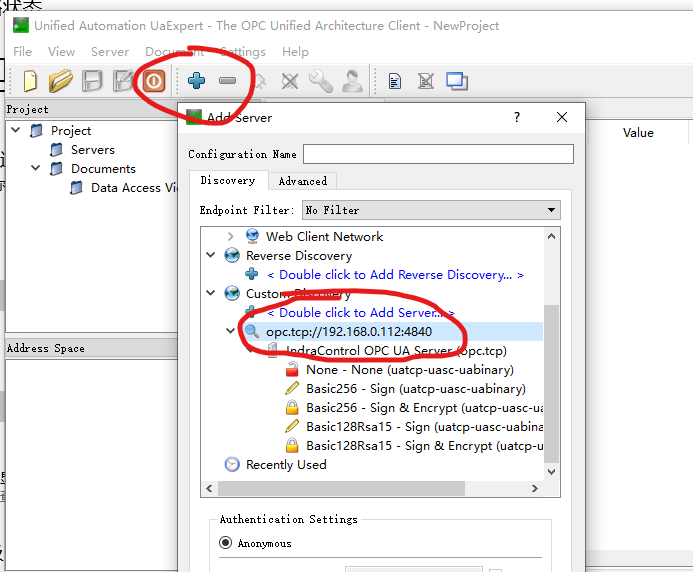 状态
Unified Automation UaExpert - The OPC Unified Architecture Client - NewProject
File View Server Document Settings Help
Project
Project
Servers
Documents
Data Access Vi
Address Space
Value
Add Server
? ×
Configuration Name
Discovery Advanced
Endpoint Filter: No Filter
Web Client Network
Reverse Discovery
< Double click to Add Reverse Discovery... >
Custom Discovery
< Double click to Add Server... >
opc.tcp://192.168.0.112:4840
IndraControl OPC UA Server (opc.tcp)
None - None (uatcp-uasc-uabinary)
Basic256 - Sign (uatcp-uasc-uabinary)
Basic256 - Sign & Encrypt (uatcp-uasc-ua
Basic128Rsa15 - Sign (uatcp-uasc-uabina
Basic128Rsa15 - Sign & Encrypt (uatcp-ua
Recently Used
Authentication Settings
Anonymous